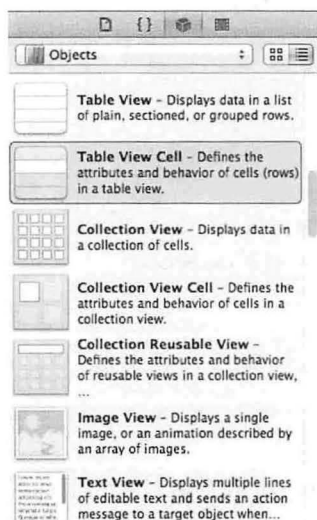 { }
Objects
Table View – Displays data in a list
of plain, sectioned, or grouped rows.
Table View Cell – Defines the
attributes and behavior of cells (rows)
in a table view.
Collection View – Displays data in
a collection of cells.
Collection View Cell – Defines the
attributes and behavior of cells in a
collection view.
Collection Reusable View –
Defines the attributes and behavior
of reusable views in a collection view,
...
Image View – Displays a single
image, or an animation described by
an array of images.
Text View – Displays multiple lines
of editable text and sends an action
message to a target object when...